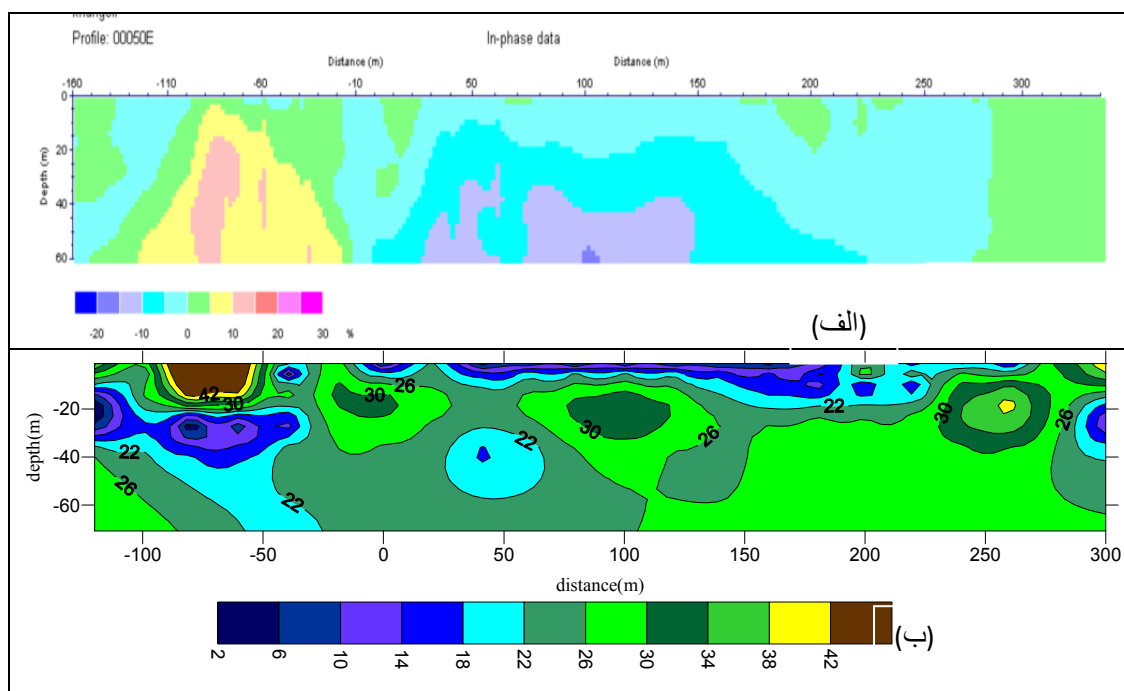 Profile: 00050E
In-phase data
Distance (m) Distance (m)
-160 -110 -60 -10 50 100 200 250 300
0
20
40
60
Depth (m)
-20 -10 0 10 20 30 %
(الف)
42 30 26 30 22 30 26 22 30 26
22 26 22
0
-20
-40
-60
depth(m)
-100 -50 0 50 100 150 200 250 300
distance(m)
2 6 10 14 18 22 26 30 34 38 42
(ب)